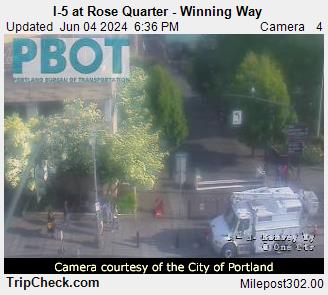 I-5 at Rose Quarter - Winning Way
Updated Jun 04 2024 6:36 PM Camera 4
PBOT
PORTLAND BUREAU OF TRANSPORTATION
Camera courtesy of the City of Portland
TripCheck.com Milepost302.00